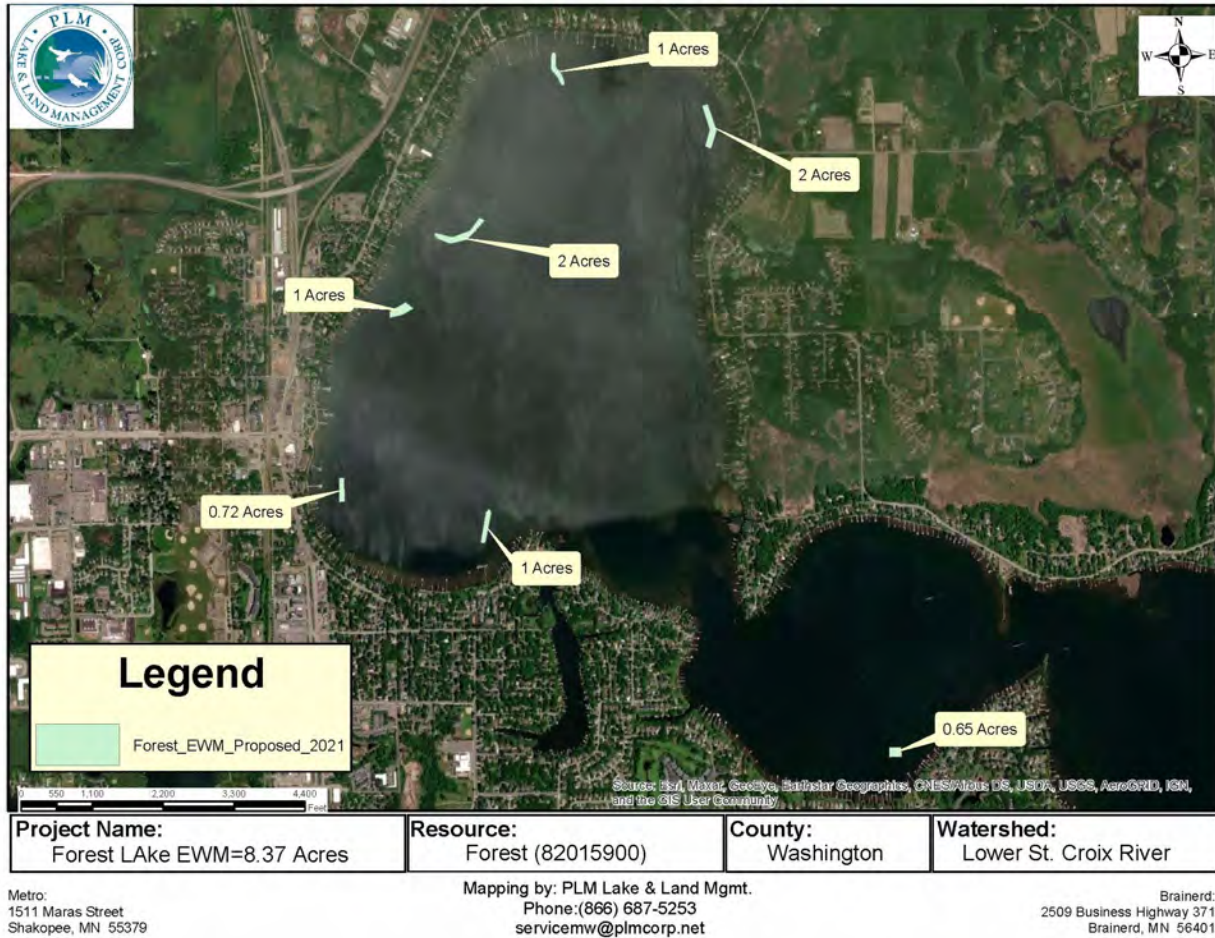 PLM
LAKE & LAND MANAGEMENT CORP
N
W E
S
1 Acres
2 Acres
2 Acres
1 Acres
0.72 Acres
1 Acres
0.65 Acres
Legend
Forest_EWM_Proposed_2021
0 550 1,100 2,200 3,300 4,400
Feet
Source: Esri, Maxar, GeoEye, Earthstar Geographics, CNES/Airbus DS, USDA, USGS, AeroGRID, IGN,
and the GIS User Community
Project Name:
Forest LAke EWM=8.37 Acres
Resource:
Forest (82015900)
County:
Washington
Watershed:
Lower St. Croix River
Metro:
1511 Maras Street
Shakopee, MN 55379
Mapping by: PLM Lake & Land Mgmt.
Phone:(866) 687-5253
servicemw@plmcorp.net
Brainerd:
2509 Business Highway 371
Brainerd, MN 56401